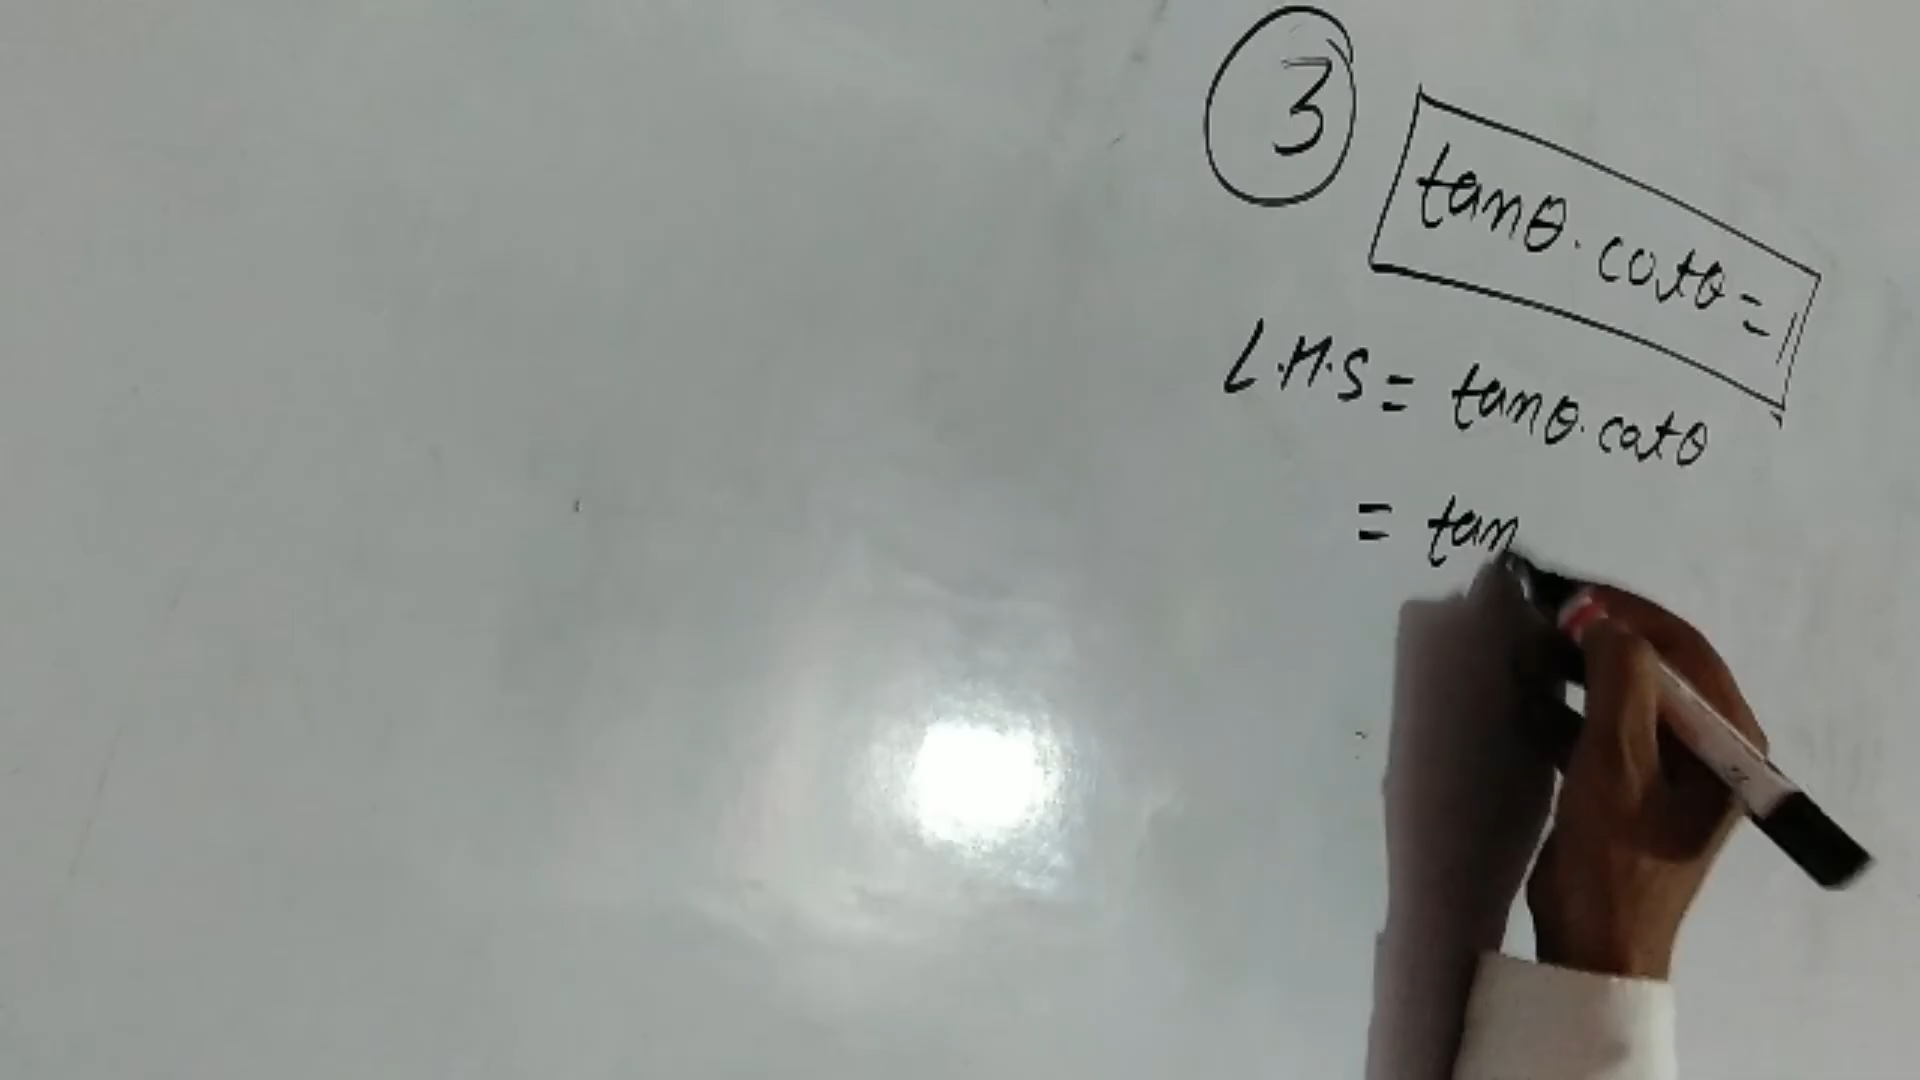 3
tanθ. cotθ = 1
L.H.S = tanθ. cotθ
= tan